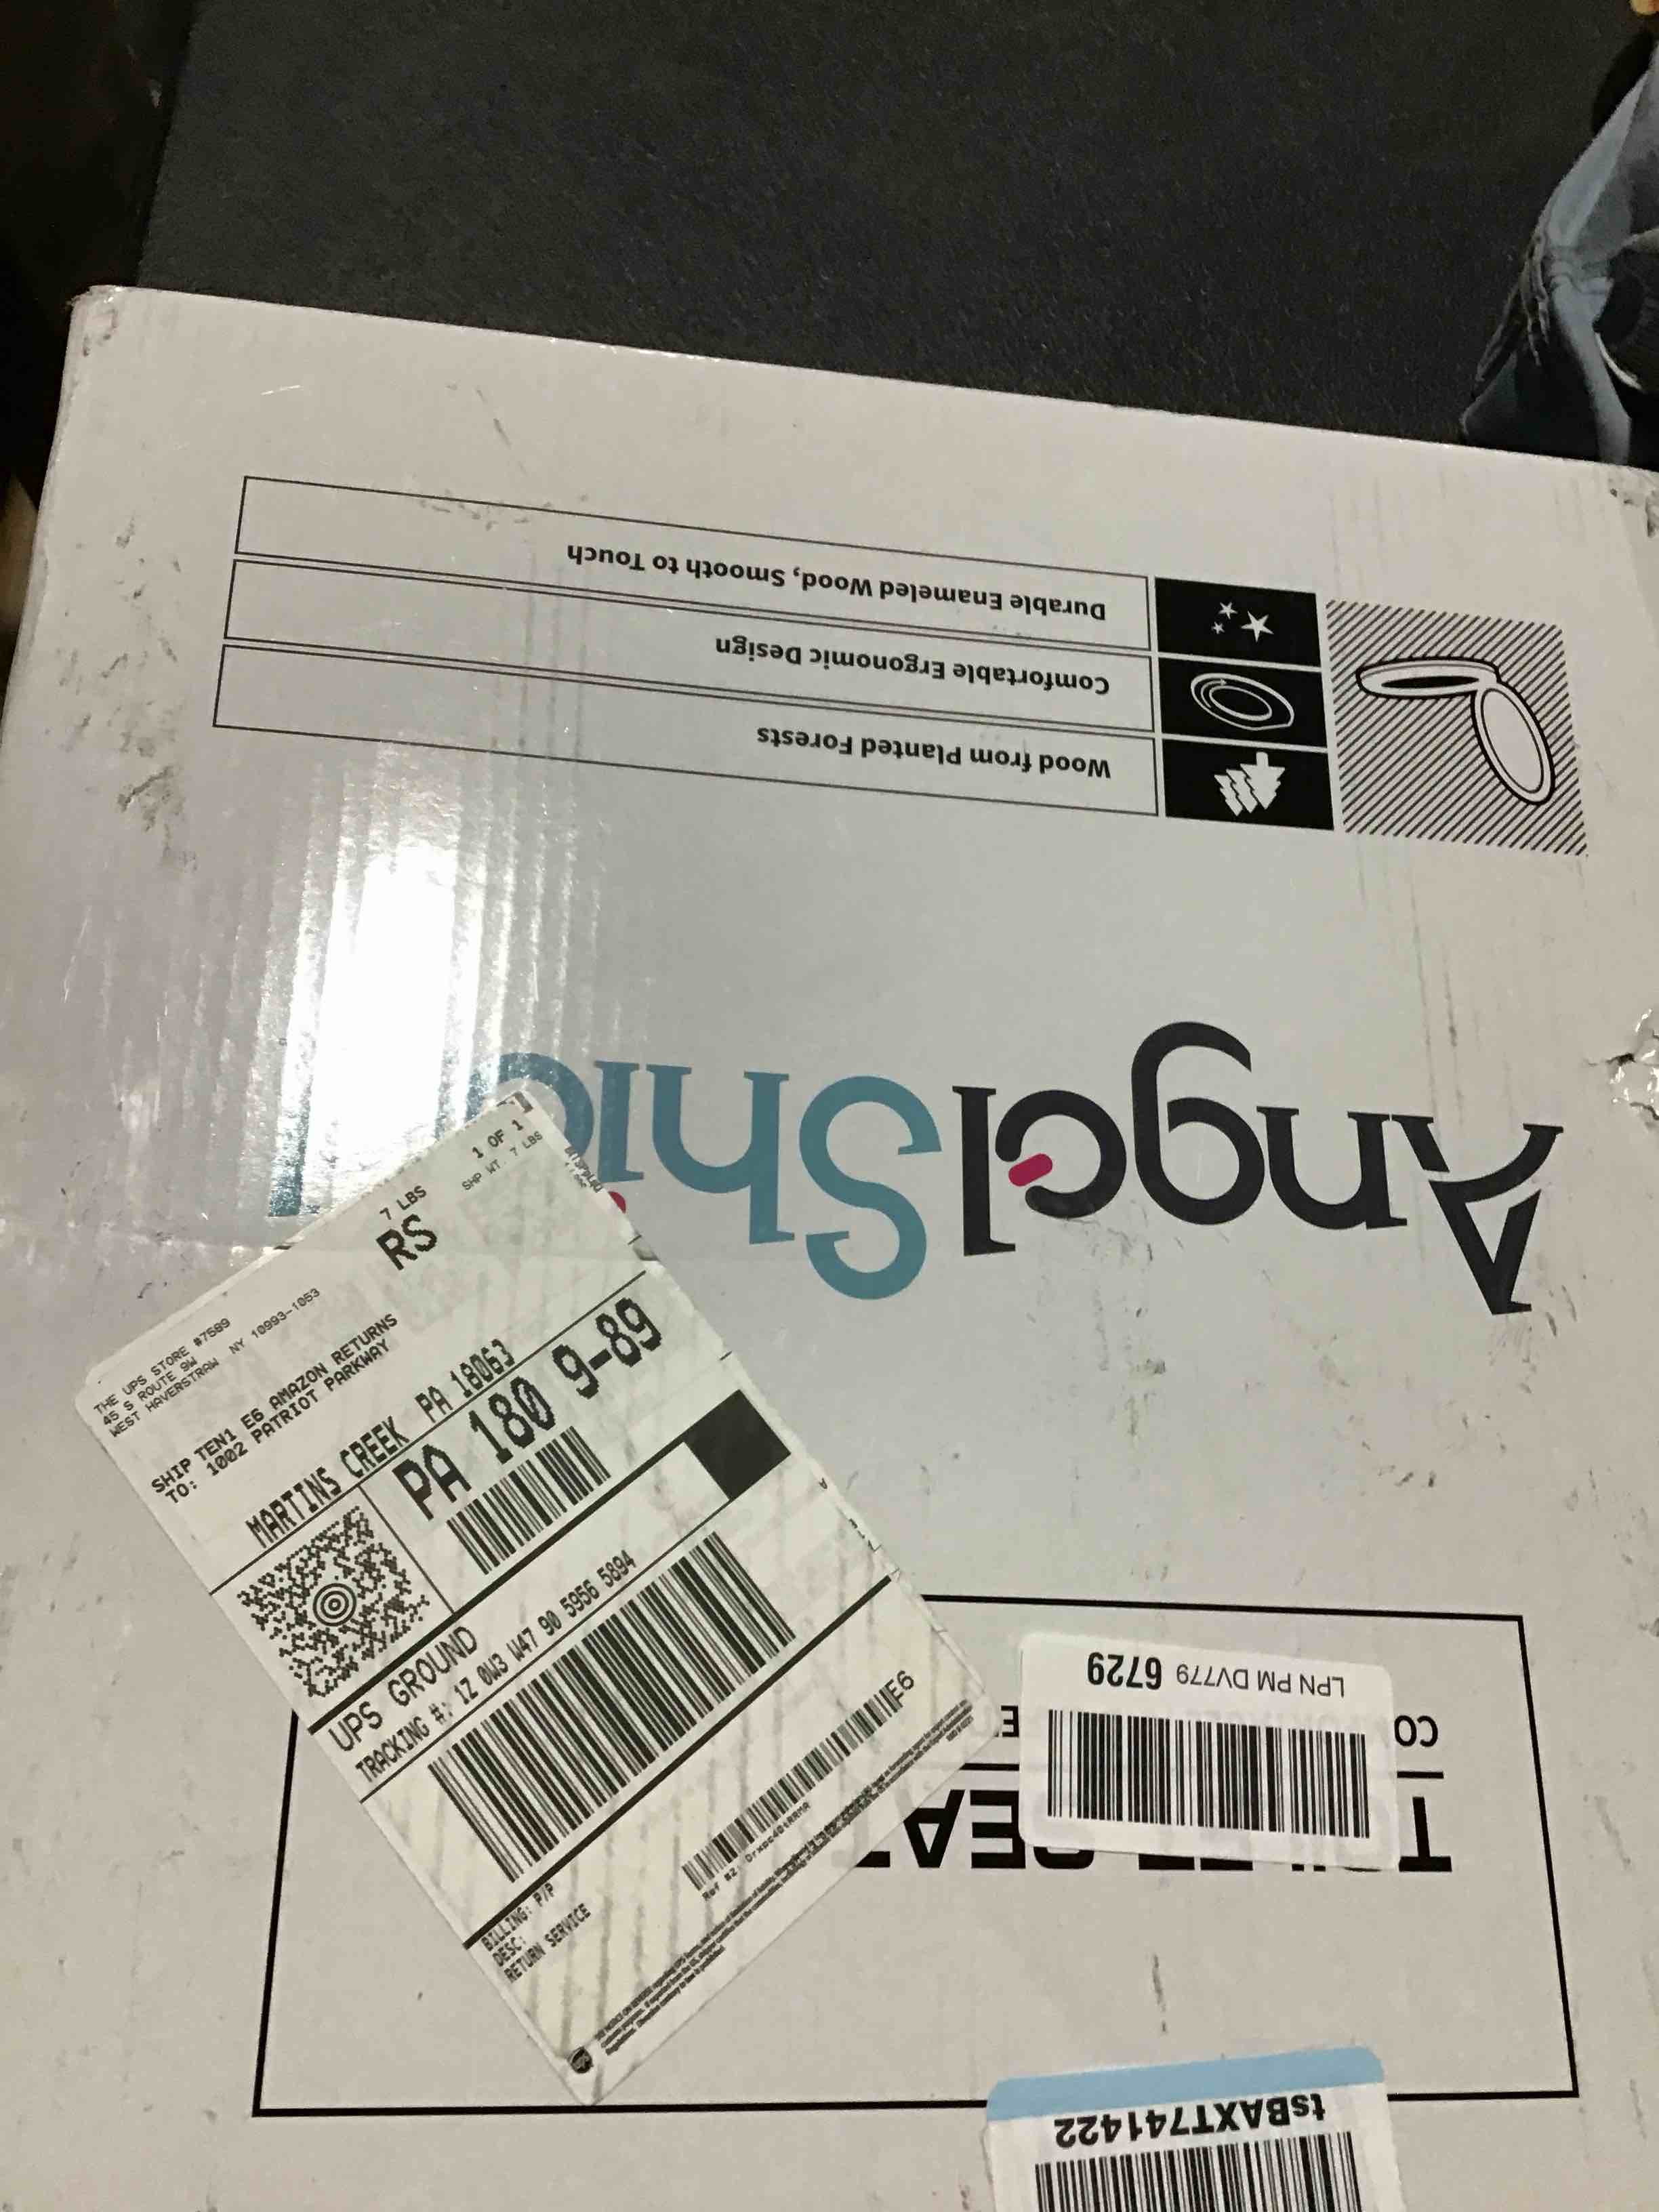 Durable Enameled Wood, Smooth to Touch
Comfortable Ergonomic Design
Wood from Planted Forests
AngelShie
1 OF 1
SHP WT: 7 LBS
7 LBS
RS
THE UPS STORE #7589
45 S ROUTE 9W
WEST HAVERSTRAW NY 10993-1053
SHIP TEN1 E6 AMAZON RETURNS
TO: 1002 PATRIOT PARKWAY
MARTINS CREEK PA 18063
PA 180 9-89
UPS GROUND
TRACKING #: 1Z 0W3 W47 90 5956 5894
BILLING: P/P
DESC:
RETURN SERVICE
E6
LPN PM DV779 6729
tsBAXT741422